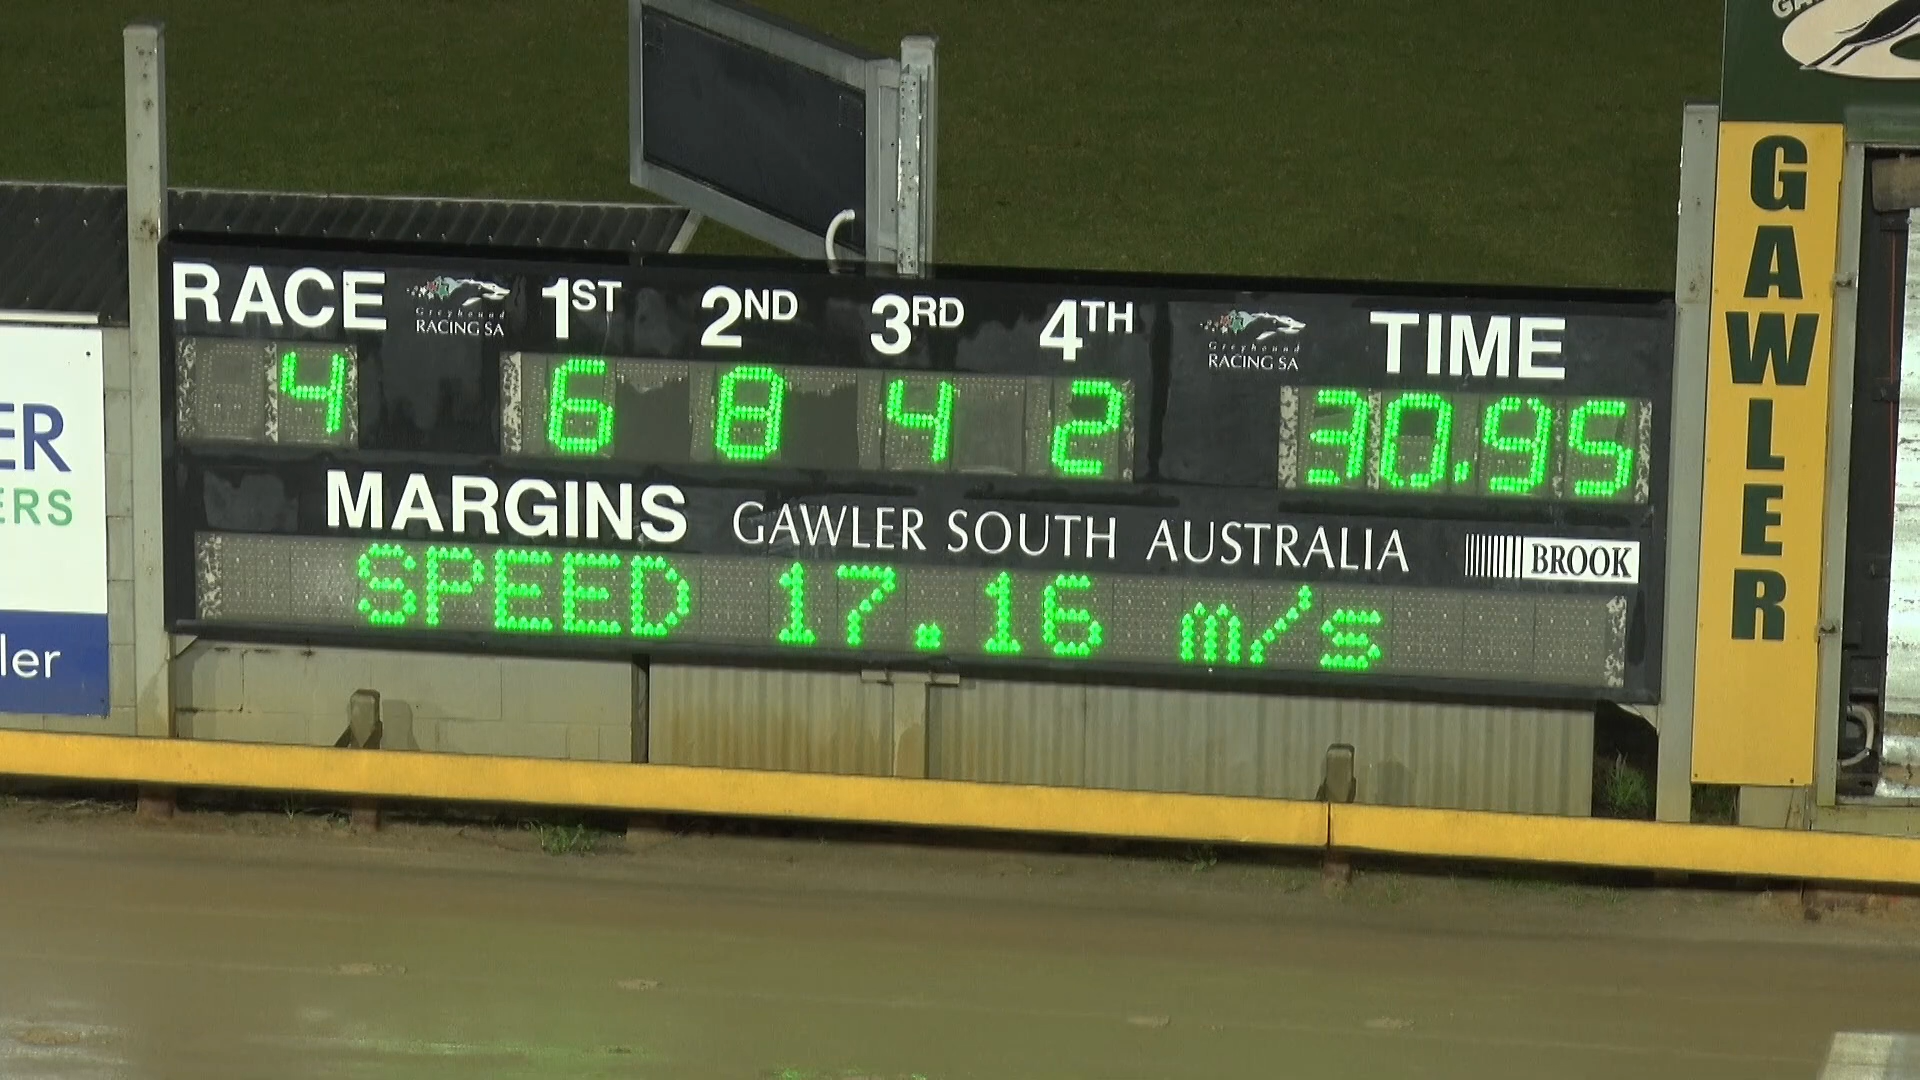 GA
GAWLER
RACE
Greyhound
RACING SA
1ST 2ND 3RD 4TH
Greyhound
RACING SA
TIME
4 6 8 4 2 30.95
MARGINS GAWLER SOUTH AUSTRALIA BROOK
SPEED 17.16 m/s
ER
ERS
ler